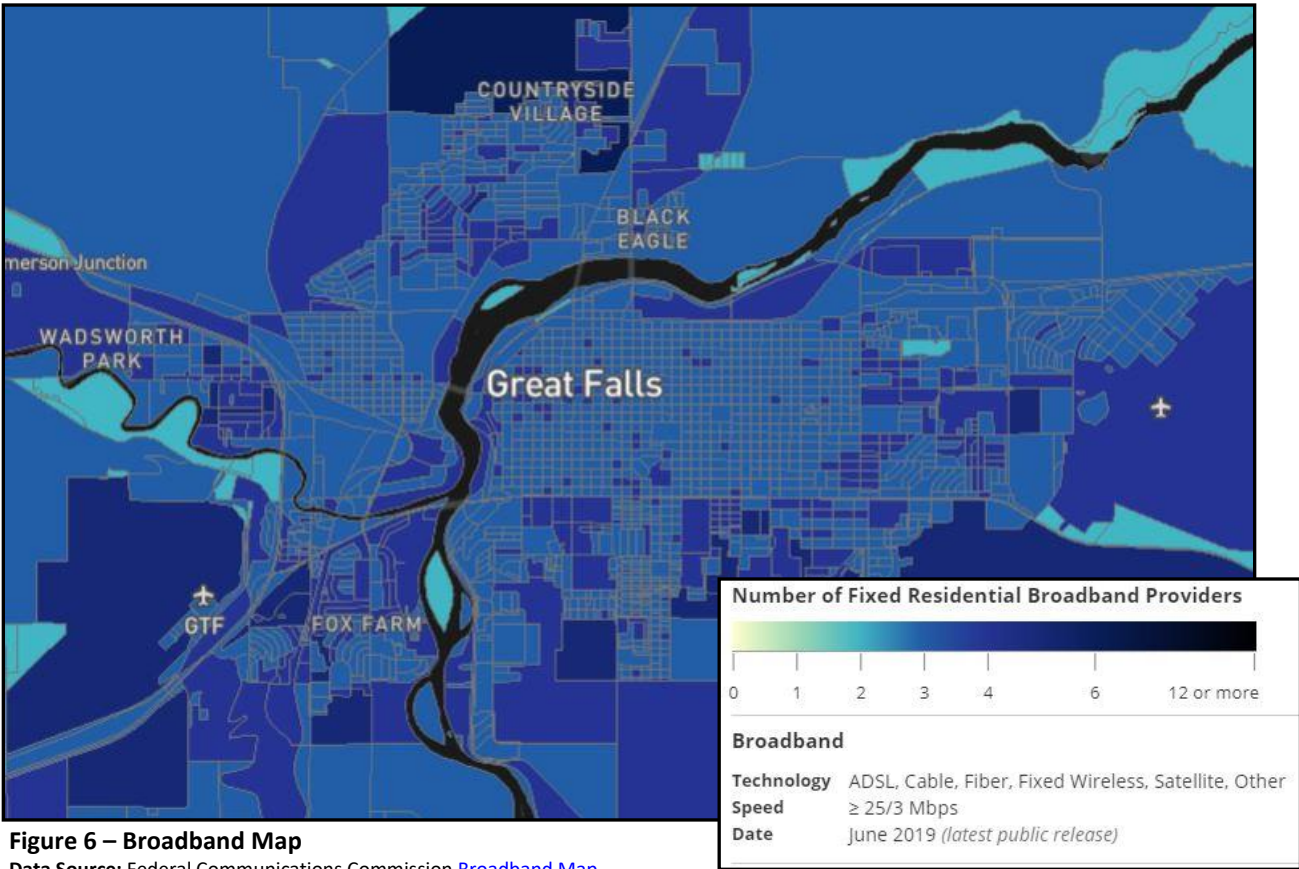 COUNTRYSIDE
VILLAGE
BLACK
EAGLE
merson Junction
WADSWORTH
PARK
Great Falls
GTF
FOX FARM
Number of Fixed Residential Broadband Providers
0 1 2 3 4 6 12 or more
Broadband
Technology ADSL, Cable, Fiber, Fixed Wireless, Satellite, Other
Speed ≥ 25/3 Mbps
Date June 2019 (latest public release)
Figure 6 – Broadband Map
Data Source: Federal Communications Commission Broadband Map